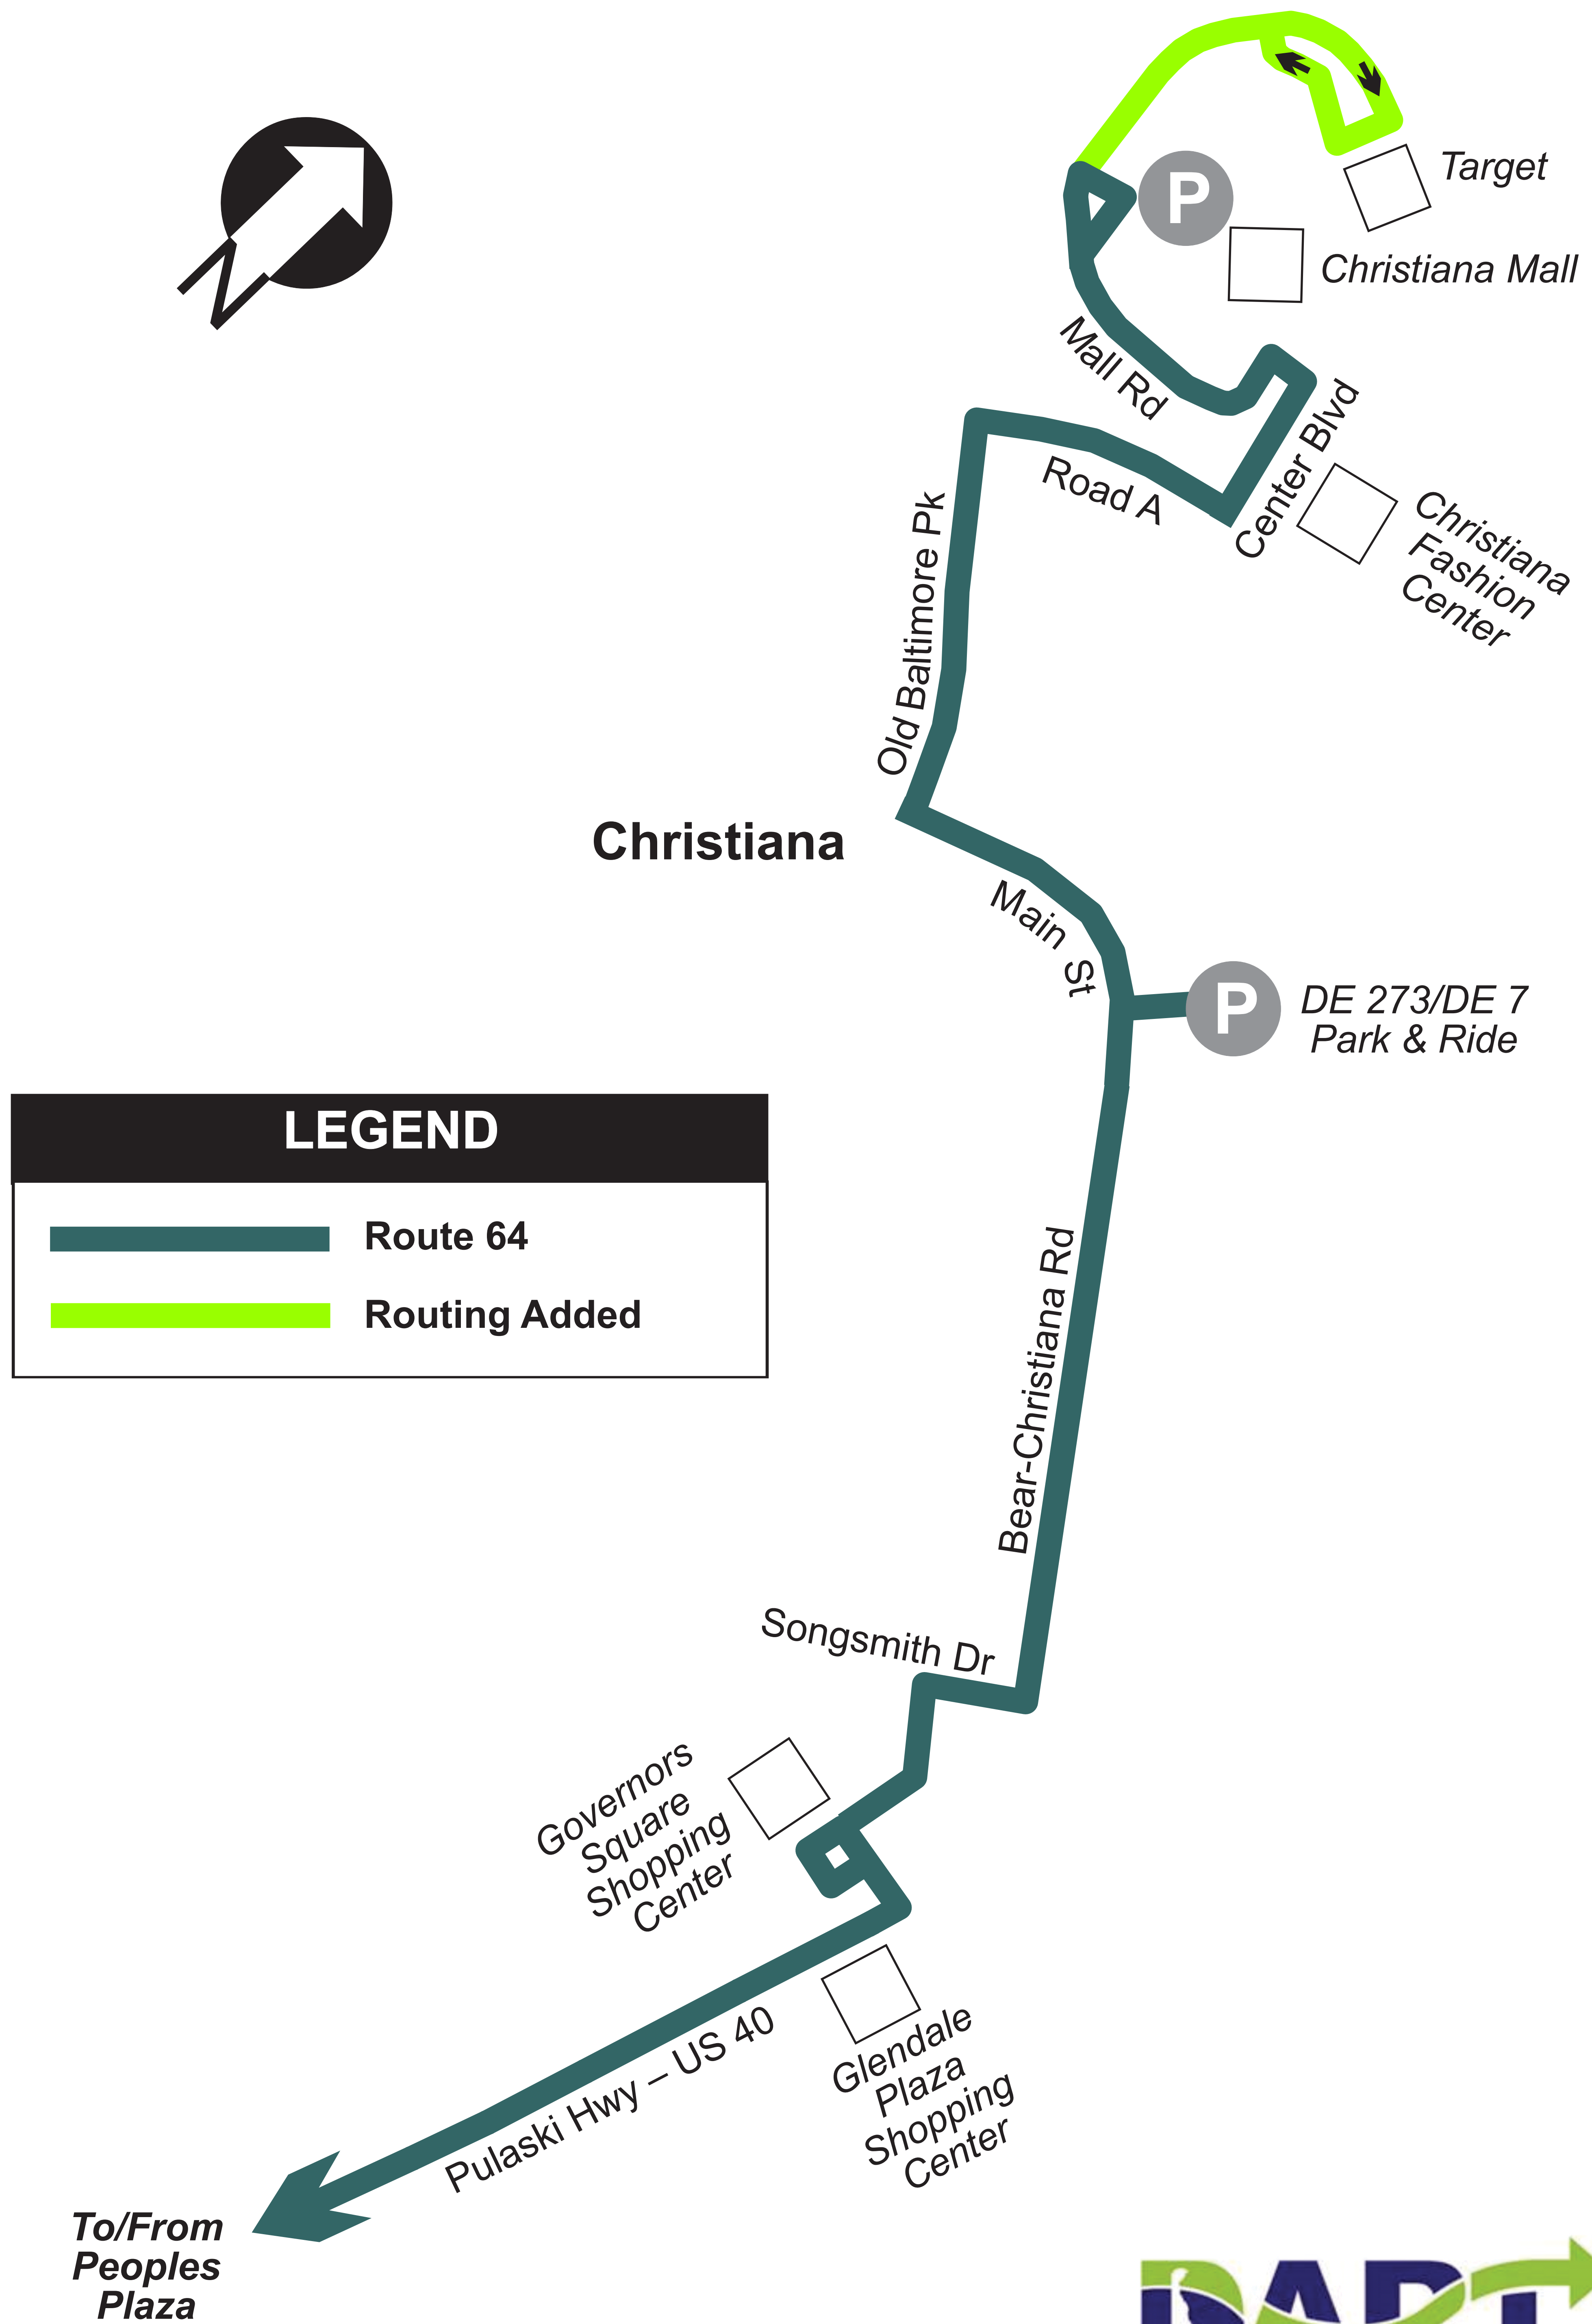 N
Target
P
Christiana Mall
Mall Rd
Center Blvd
Road A
Christiana
Fashion
Center
Old Baltimore Pk
Christiana
Main St
P
DE 273/DE 7
Park & Ride
LEGEND
Route 64
Routing Added
Bear-Christiana Rd
Songsmith Dr
Governors
Square
Shopping
Center
Glendale
Plaza
Shopping
Center
Pulaski Hwy – US 40
To/From
Peoples
Plaza
DART